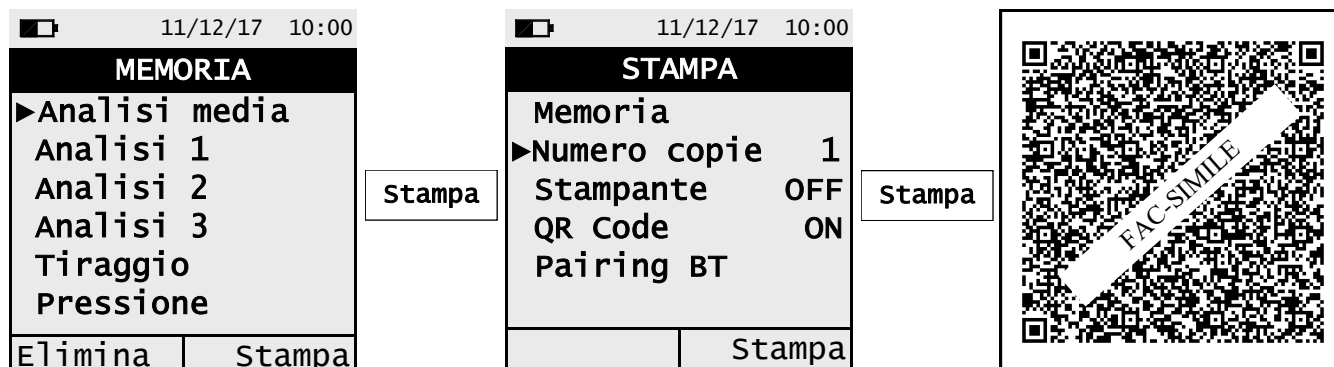 11/12/17 10:00
MEMORIA
►Analisi media
Analisi 1
Analisi 2
Analisi 3
Tiraggio
Pressione
Elimina Stampa
Stampa
11/12/17 10:00
STAMPA
Memoria
►Numero copie 1
Stampante OFF
QR Code ON
Pairing BT
Stampa
Stampa
FAC-SIMILE